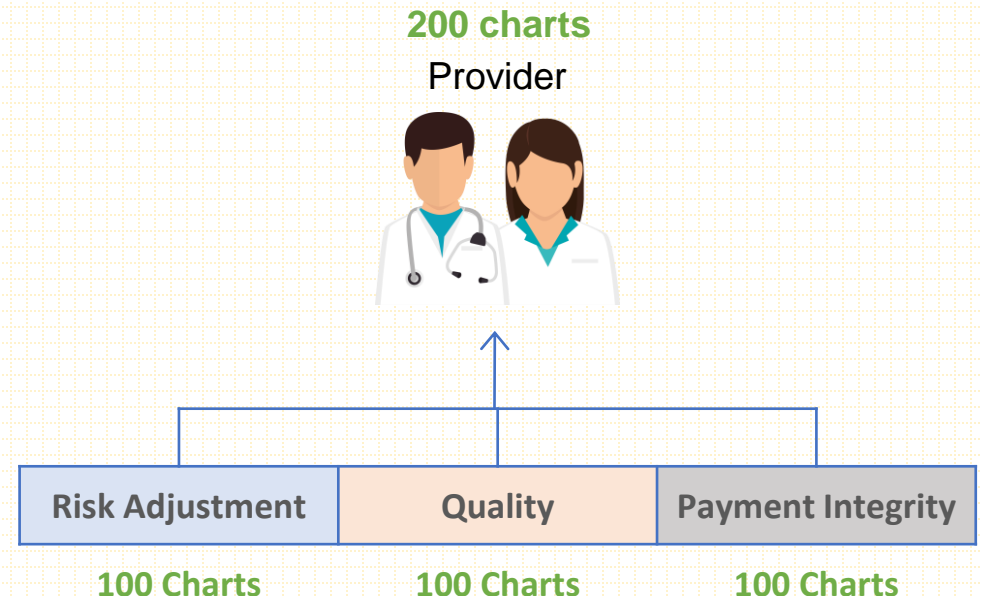 200 charts
Provider
Risk Adjustment
Quality
Payment Integrity
100 Charts
100 Charts
100 Charts